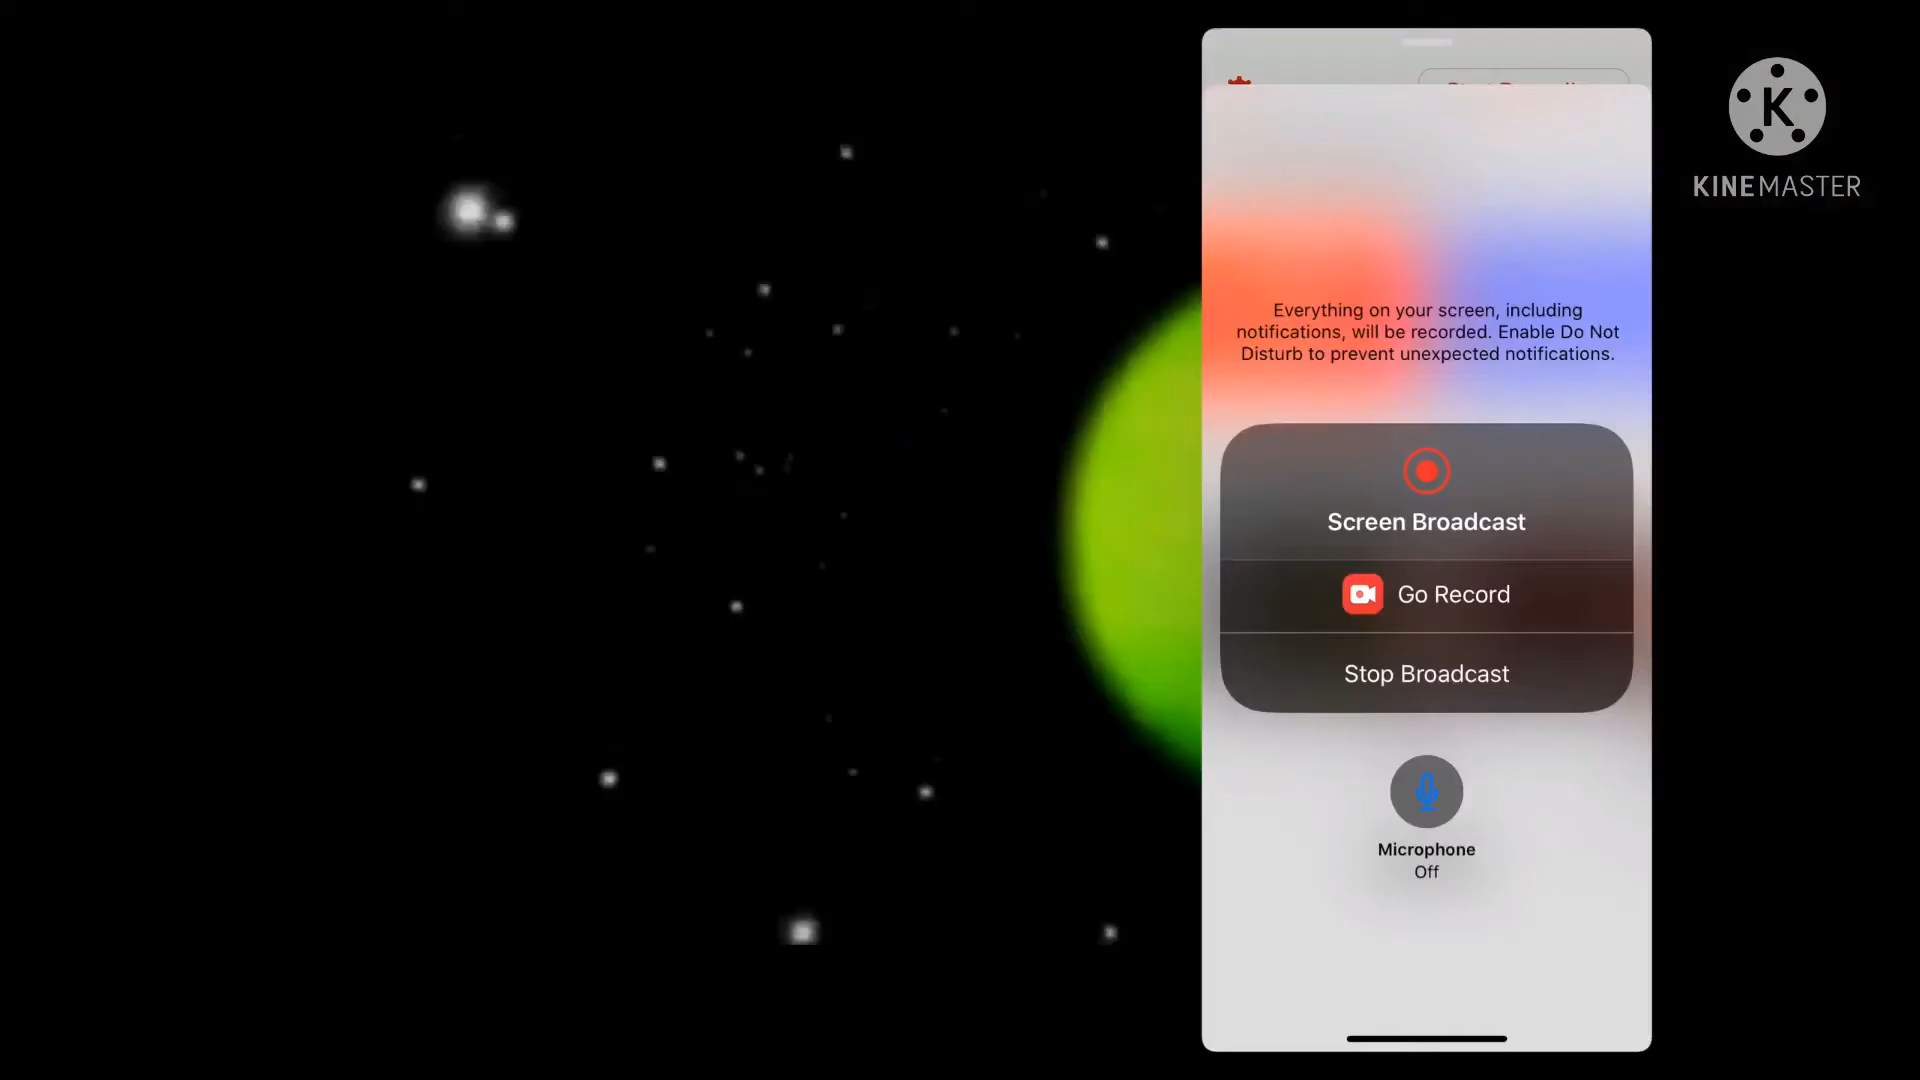 KINEMASTER
Everything on your screen, including
notifications, will be recorded. Enable Do Not
Disturb to prevent unexpected notifications.
Screen Broadcast
Go Record
Stop Broadcast
Microphone
Off